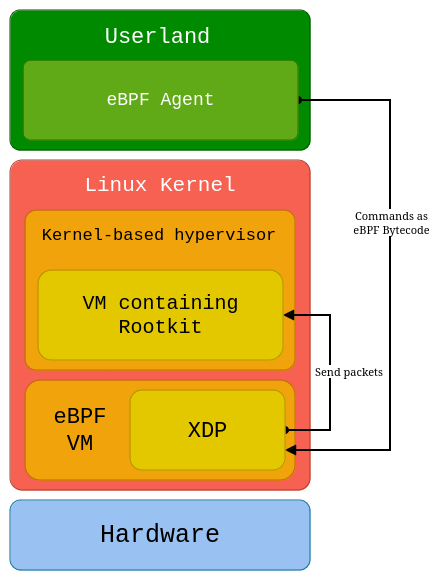 Userland
eBPF Agent
Linux Kernel
Kernel-based hypervisor
Commands as
eBPF Bytecode
VM containing
Rootkit
Send packets
eBPF
VM
XDP
Hardware